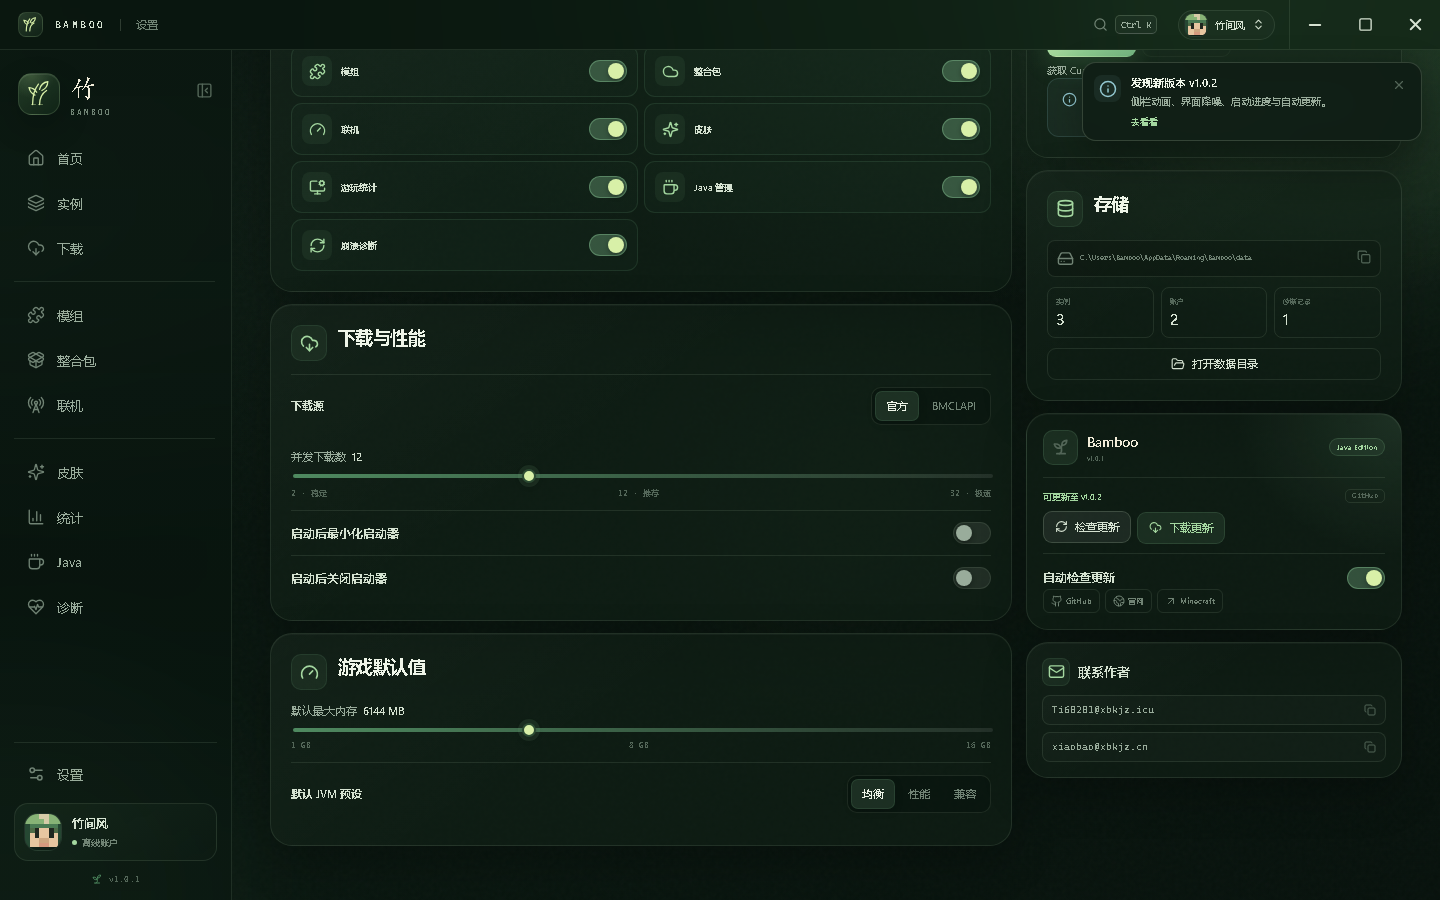 BAMBOO
设置
Ctrl K
竹间风
竹
BAMBOO
首页
实例
下载
模组
整合包
联机
皮肤
统计
Java
诊断
设置
竹间风
离线账户
v1.0.1
模组
整合包
联机
皮肤
游玩统计
Java 管理
崩溃诊断
下载与性能
下载源
官方
BMCLAPI
并发下载数 12
2 · 稳定
12 · 推荐
32 · 极速
启动后最小化启动器
启动后关闭启动器
游戏默认值
默认最大内存 6144 MB
1 GB
8 GB
16 GB
默认 JVM 预设
均衡
性能
兼容
获取 Cu
发现新版本 v1.0.2
侧栏动画、界面降噪、启动进度与自动更新。
去看看
存储
C:\Users\Bamboo\AppData\Roaming\Bamboo\data
实例
3
账户
2
诊断记录
1
打开数据目录
Bamboo
v1.0.1
Java Edition
可更新至 v1.0.2
GitHub
检查更新
下载更新
自动检查更新
GitHub
官网
Minecraft
联系作者
Ti68281@xbkjz.icu
xiaobao@xbkjz.cn